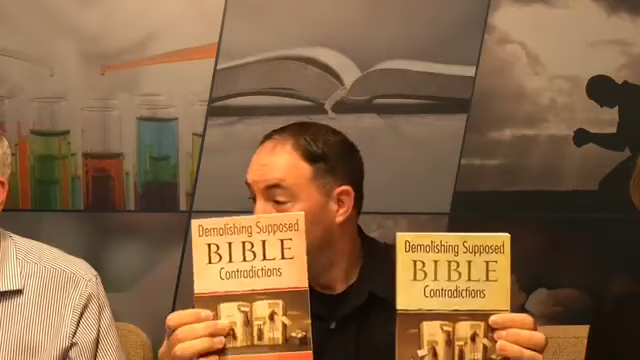 Demolishing Supposed
BIBLE
Contradictions
Demolishing Supposed
BIBLE
Contradictions